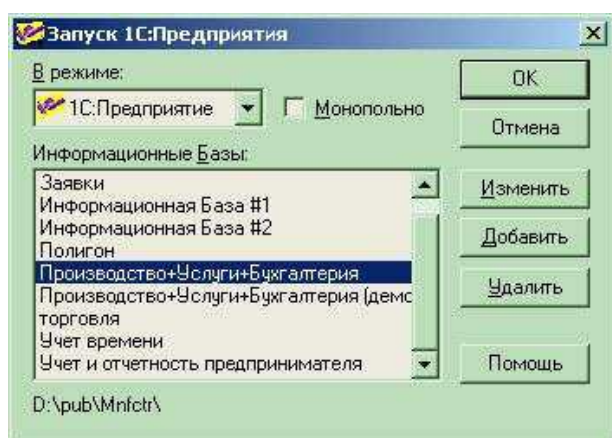 Запуск 1С:Предприятия
В режиме:
1С:Предприятие
Монопольно
OK
Отмена
Информационные Базы:
Заявки
Информационная База #1
Информационная База #2
Полигон
Производство+Услуги+Бухгалтерия
Производство+Услуги+Бухгалтерия (демо
торговля
Учет времени
Учет и отчетность предпринимателя
Изменить
Добавить
Удалить
Помощь
D:\pub\Mnfctr\